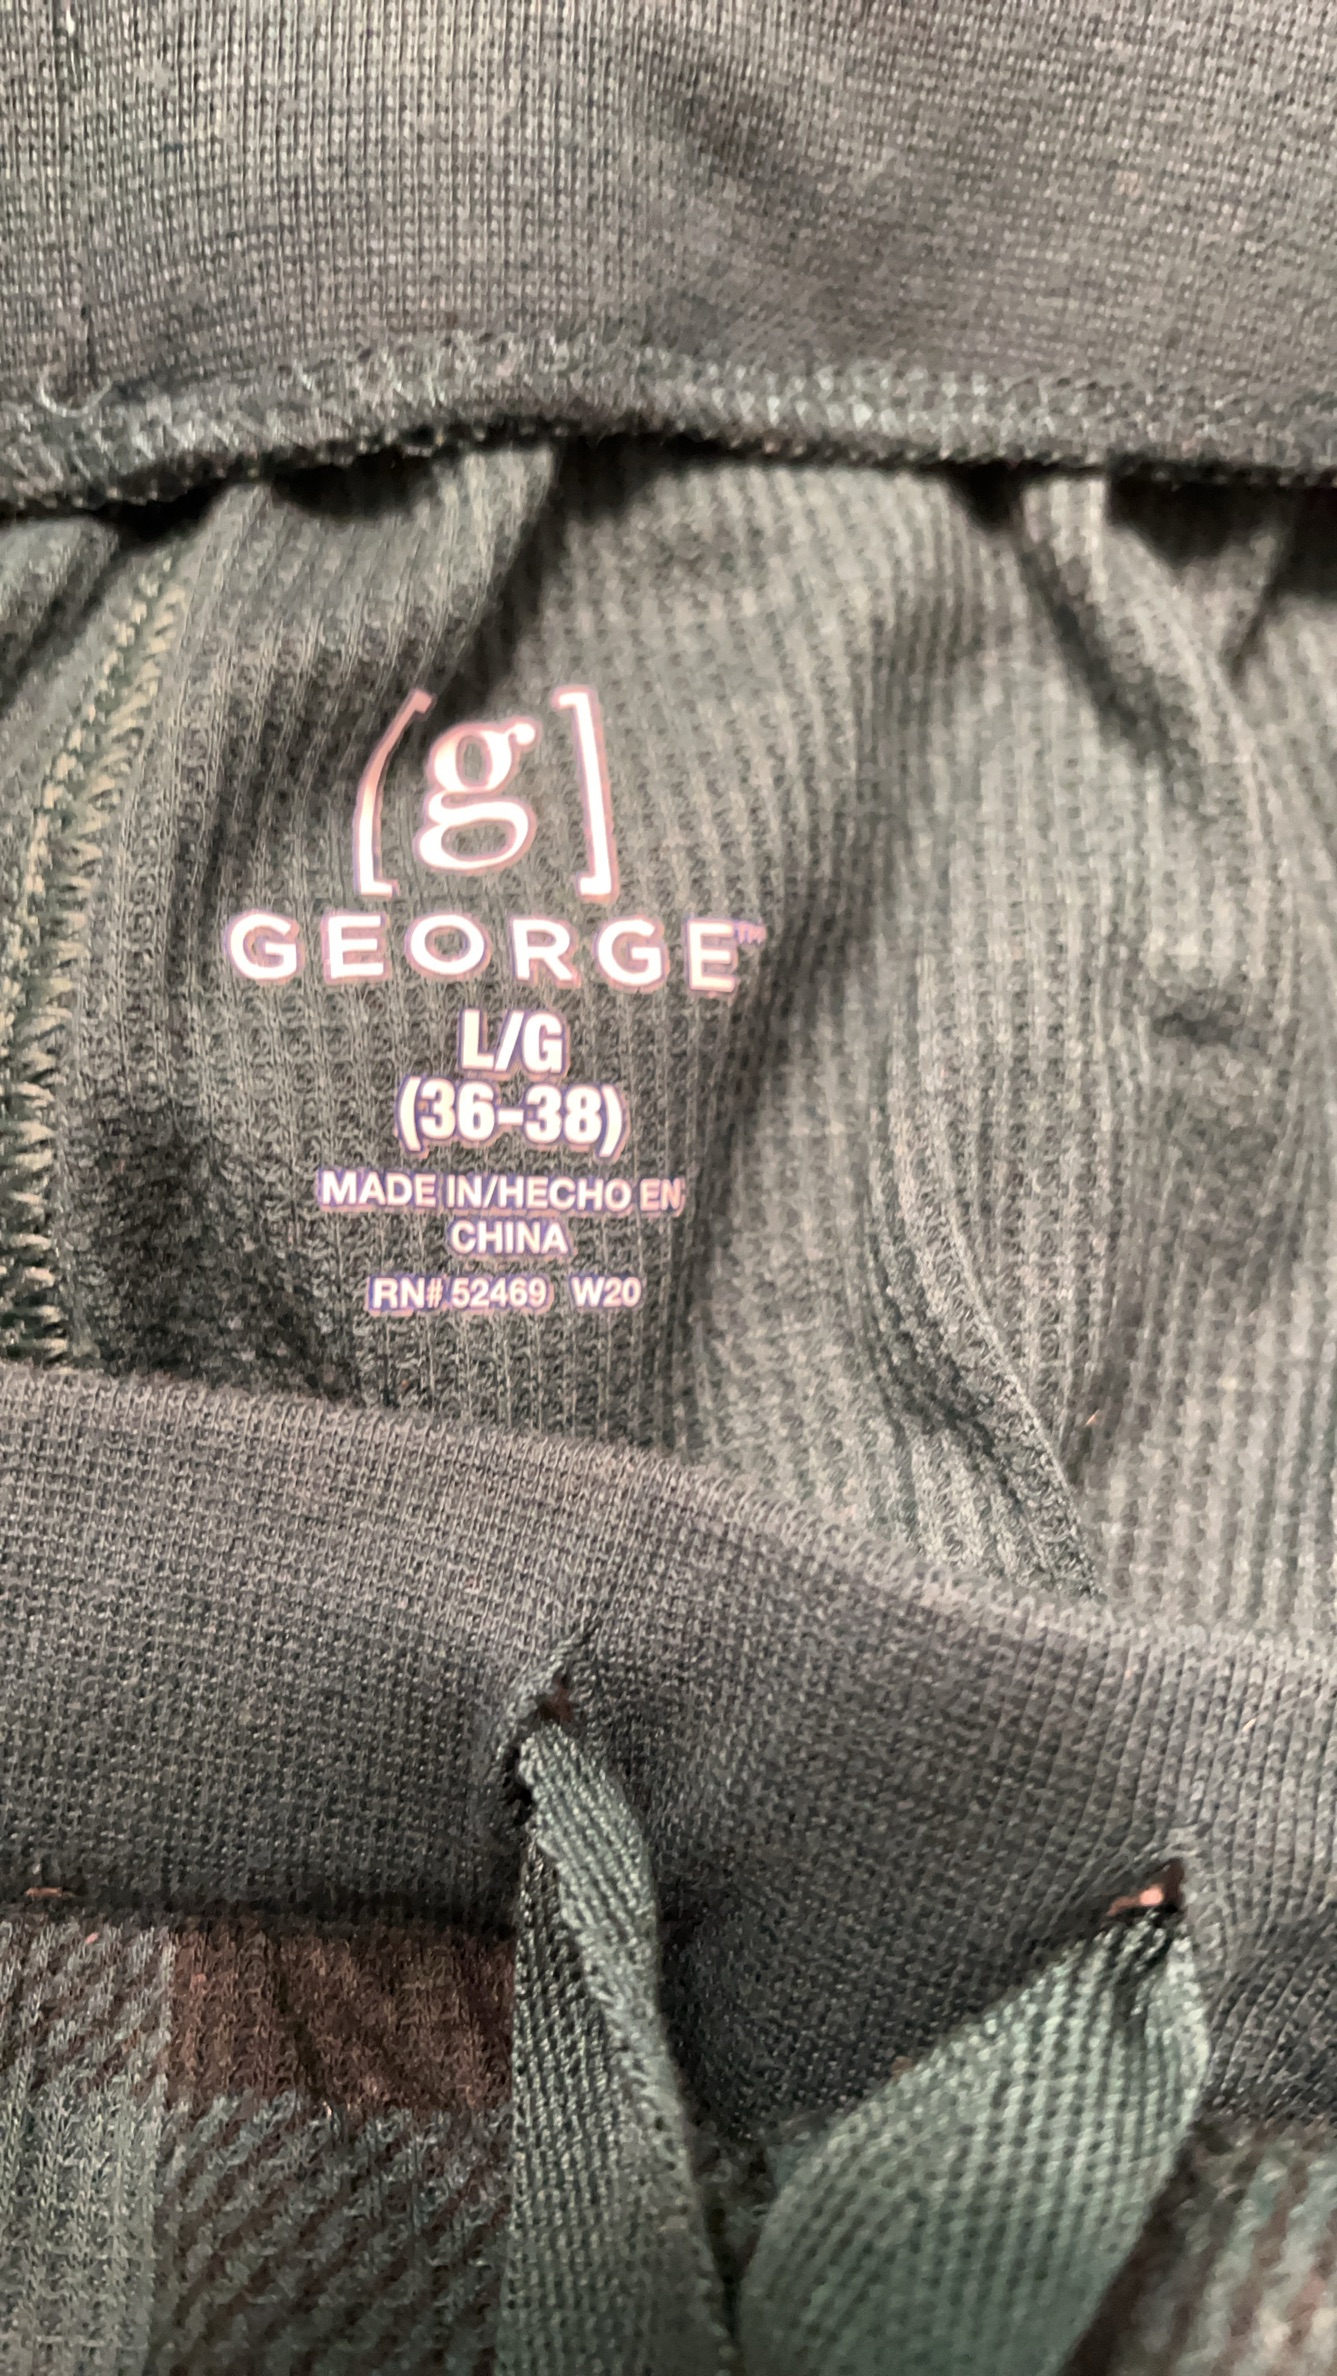 [g]
GEORGE™
L/G
(36-38)
MADE IN/HECHO EN
CHINA
RN# 52469 W20